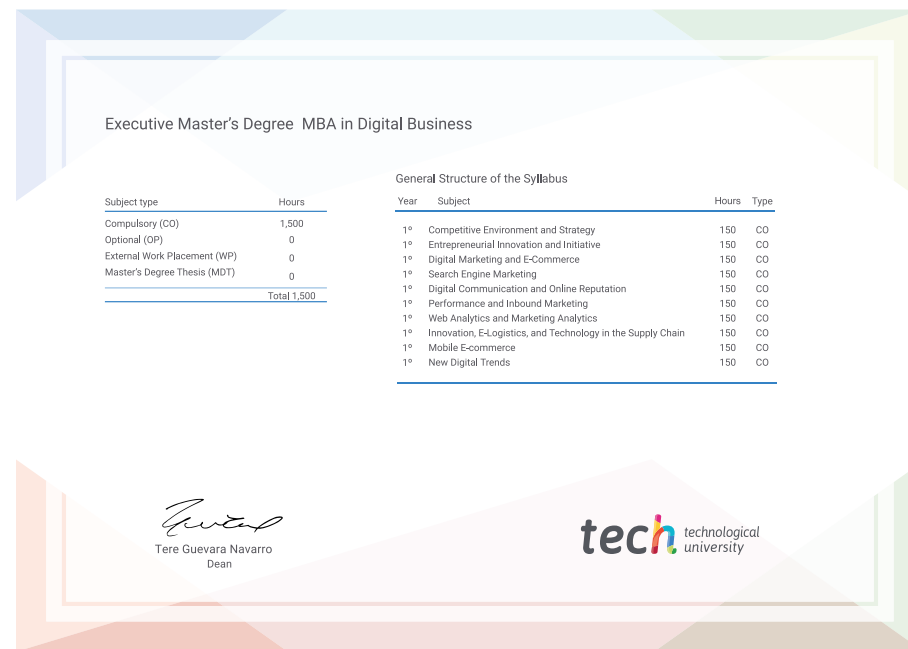 Executive Master's Degree MBA in Digital Business
Subject type Hours
Compulsory (CO) 1,500
Optional (OP) 0
External Work Placement (WP) 0
Master's Degree Thesis (MDT) 0
Total 1,500
General Structure of the Syllabus
Year Subject Hours Type
1º Competitive Environment and Strategy 150 CO
1º Entrepreneurial Innovation and Initiative 150 CO
1º Digital Marketing and E-Commerce 150 CO
1º Search Engine Marketing 150 CO
1º Digital Communication and Online Reputation 150 CO
1º Performance and Inbound Marketing 150 CO
1º Web Analytics and Marketing Analytics 150 CO
1º Innovation, E-Logistics, and Technology in the Supply Chain 150 CO
1º Mobile E-commerce 150 CO
1º New Digital Trends 150 CO
Tere Guevara Navarro
Dean
tech technological
university